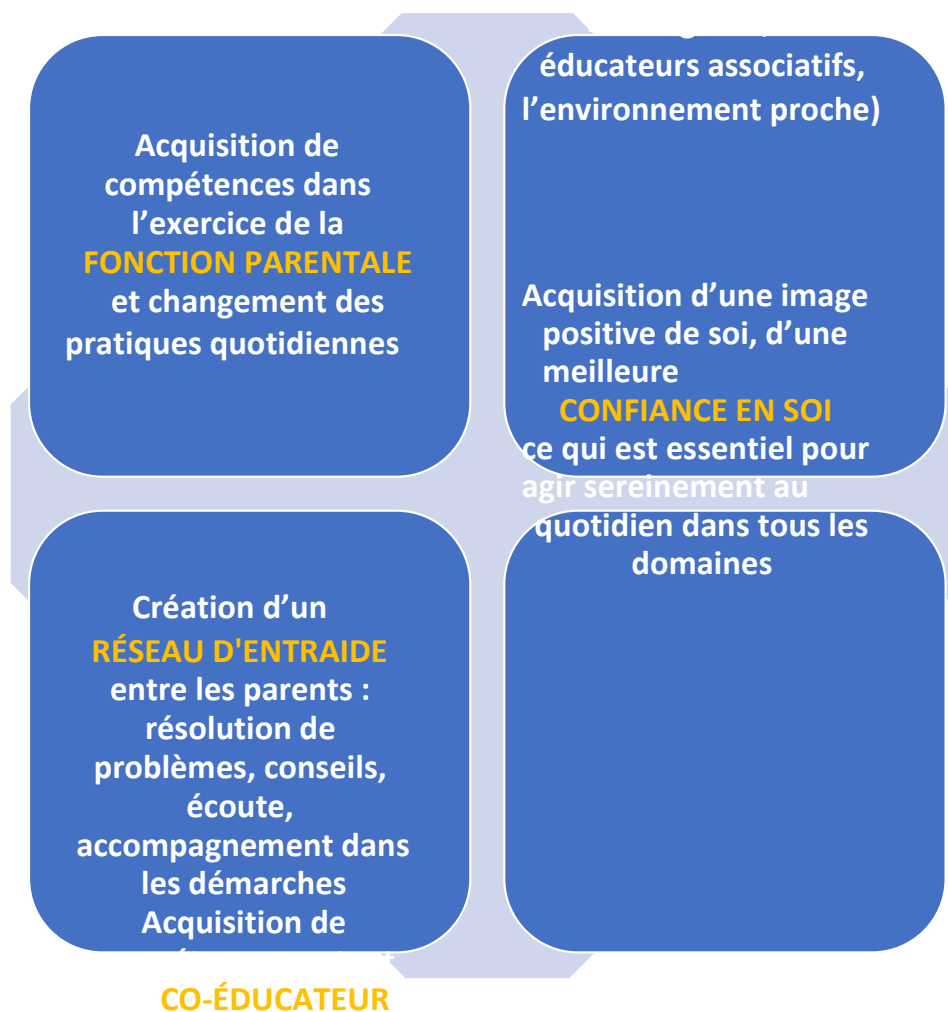 Acquisition de
compétences dans
l’exercice de la
FONCTION PARENTALE
et changement des
pratiques quotidiennes
éducateurs associatifs,
l’environnement proche)
Acquisition d’une image
positive de soi, d’une
meilleure
CONFIANCE EN SOI
ce qui est essentiel pour
agir sereinement au
quotidien dans tous les
domaines
Création d’un
RÉSEAU D'ENTRAIDE
entre les parents :
résolution de
problèmes, conseils,
écoute,
accompagnement dans
les démarches
Acquisition de
CO-ÉDUCATEUR